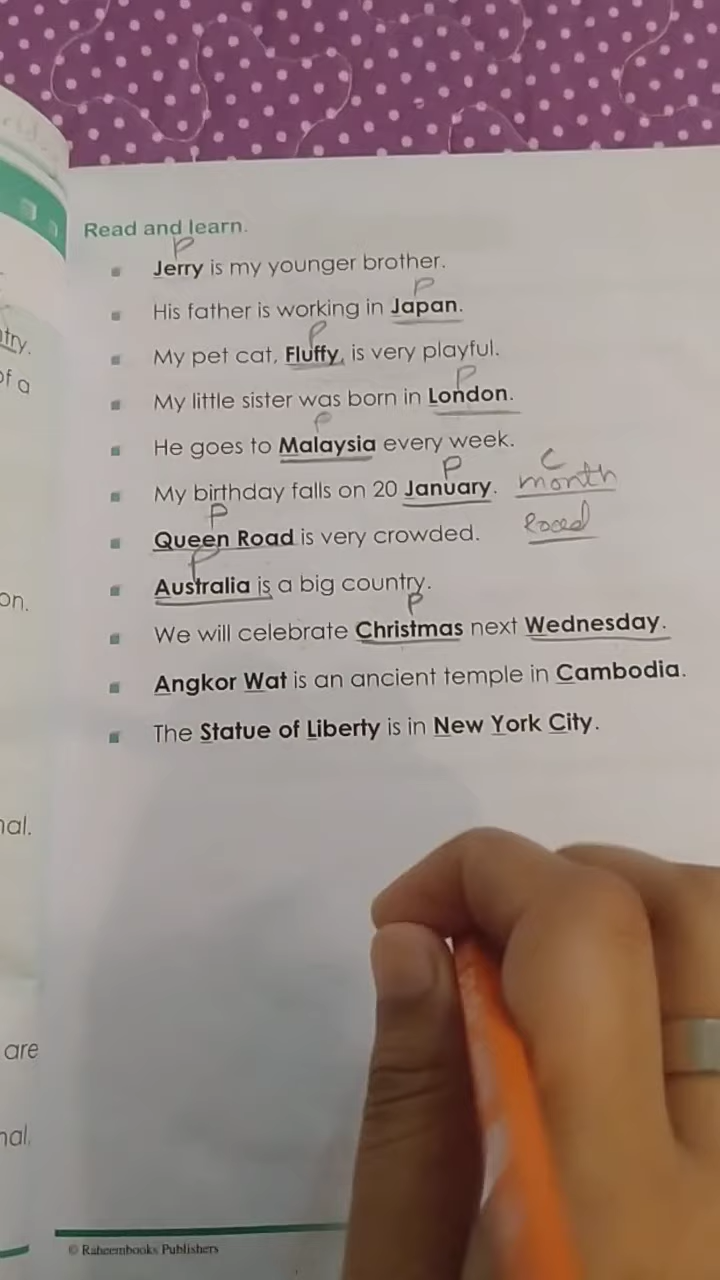 Read and learn.
P
Jerry is my younger brother.
P
His father is working in Japan.
P
My pet cat, Fluffy, is very playful.
P
My little sister was born in London.
P
He goes to Malaysia every week.
P C
My birthday falls on 20 January. month
P
Queen Road is very crowded. Road
P
Australia is a big country.
P
We will celebrate Christmas next Wednesday.
Angkor Wat is an ancient temple in Cambodia.
The Statue of Liberty is in New York City.
try.
of a
on.
nal.
are
nal.
© Raheembooks Publishers